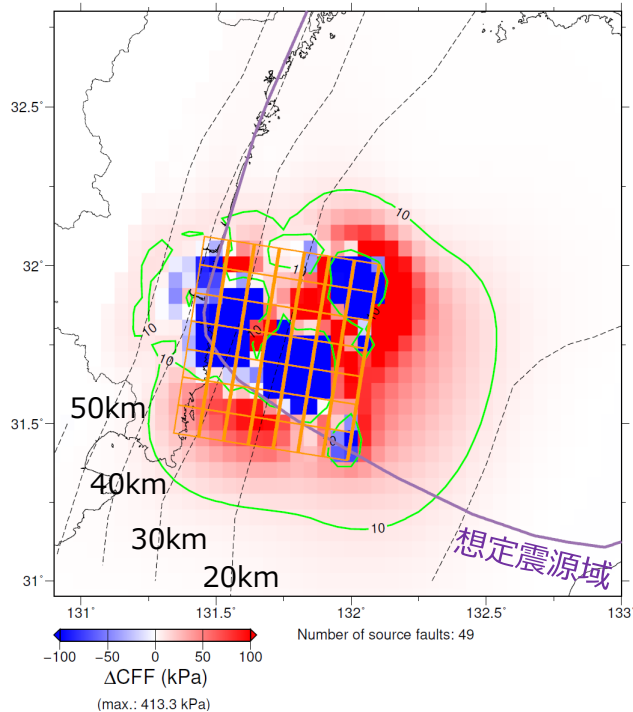 32.5°
32°
31.5°
31°
10
10
10
10
50km
40km
30km
20km
想定震源域
131°
131.5°
132°
132.5°
133°
-100
-50
0
50
100
ΔCFF (kPa)
(max.: 413.3 kPa)
Number of source faults: 49